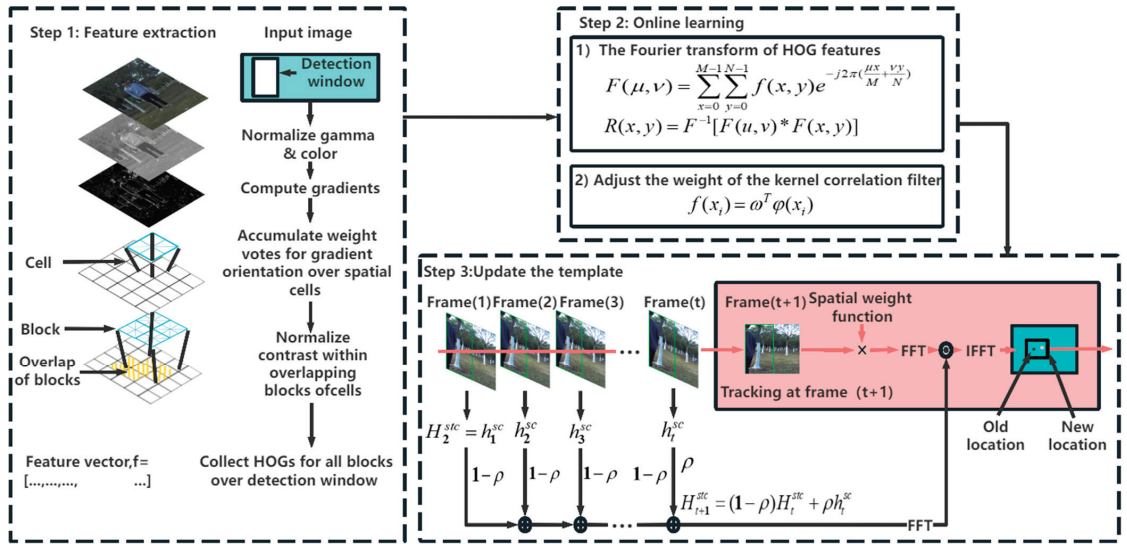 Step 1: Feature extraction
Input image
Detection
window
Normalize gamma
& color
Compute gradients
Accumulate weight
votes for gradient
orientation over spatial
cells
Cell
Block
Overlap
of blocks
Normalize
contrast within
overlapping
blocks ofcells
Feature vector,f=
[...,...,...,          ...]
Collect HOGs for all blocks
over detection window
Step 2: Online learning
1) The Fourier transform of HOG features
F(μ,ν) = ∑_{x=0}^{M-1} ∑_{y=0}^{N-1} f(x,y)e^{-j2π(μx/M + νy/N)}
R(x,y) = F^{-1}[F(u,v)*F(x,y)]
2) Adjust the weight of the kernel correlation filter
f(x_i) = ω^T φ(x_i)
Step 3:Update the template
Frame(1) Frame(2) Frame(3) Frame(t)
...
Frame(t+1)
Spatial weight
function
× FFT IFFT
Tracking at frame (t+1)
Old
location
New
location
H_2^{stc} = h_1^{sc} h_2^{sc} h_3^{sc} h_t^{sc}
1-ρ 1-ρ 1-ρ 1-ρ ρ
H_{t+1}^{stc} = (1-ρ)H_t^{stc} + ρh_t^{sc}
... FFT